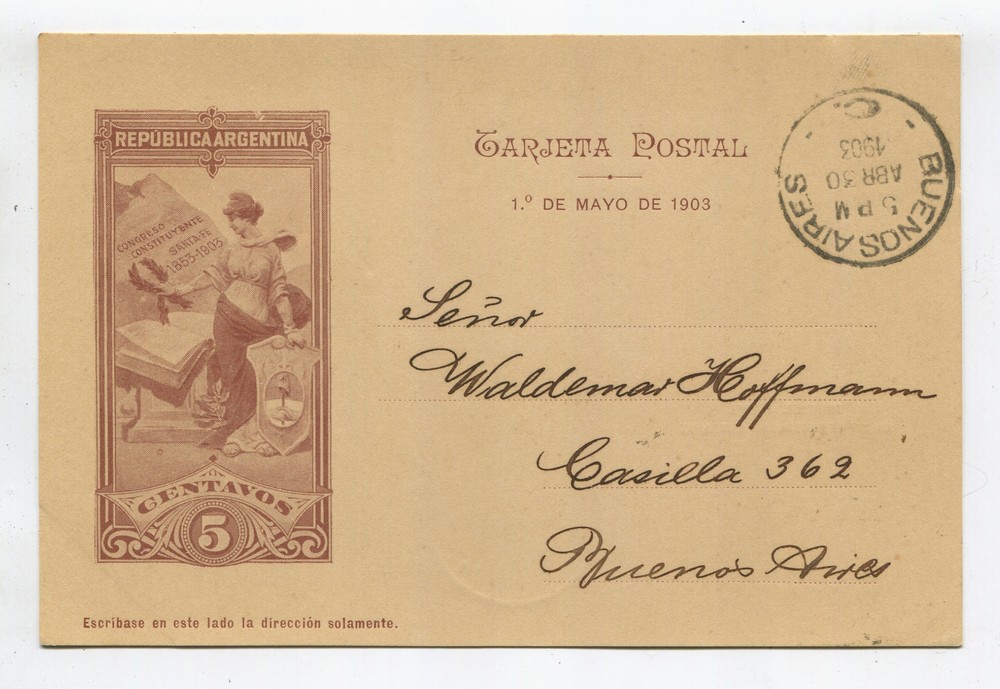 REPÚBLICA ARGENTINA
CONGRESO
CONSTITUYENTE
SANTA-FE
1853-1903
CENTAVOS
5
TARJETA POSTAL
1.º DE MAYO DE 1903
BUENOS AIRES
5 PM
ABR 30
1903
C.
Señor
Waldemar Hoffmann
Casilla 362
Buenos Aires
Escríbase en este lado la dirección solamente.